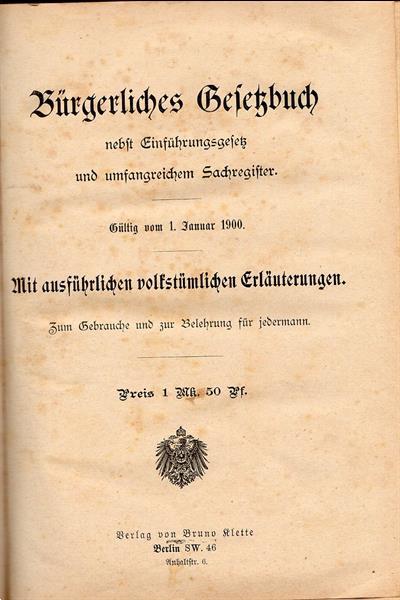 Bürgerliches Gesetzbuch
nebst Einführungsgesetz
und umfangreichem Sachregister.
Gültig vom 1. Januar 1900.
Mit ausführlichen volkstümlichen Erläuterungen.
Zum Gebrauche und zur Belehrung für jedermann.
Preis 1 Mk. 50 Pf.
Verlag von Bruno Klette
Berlin SW. 46
Anhaltstr. 6.